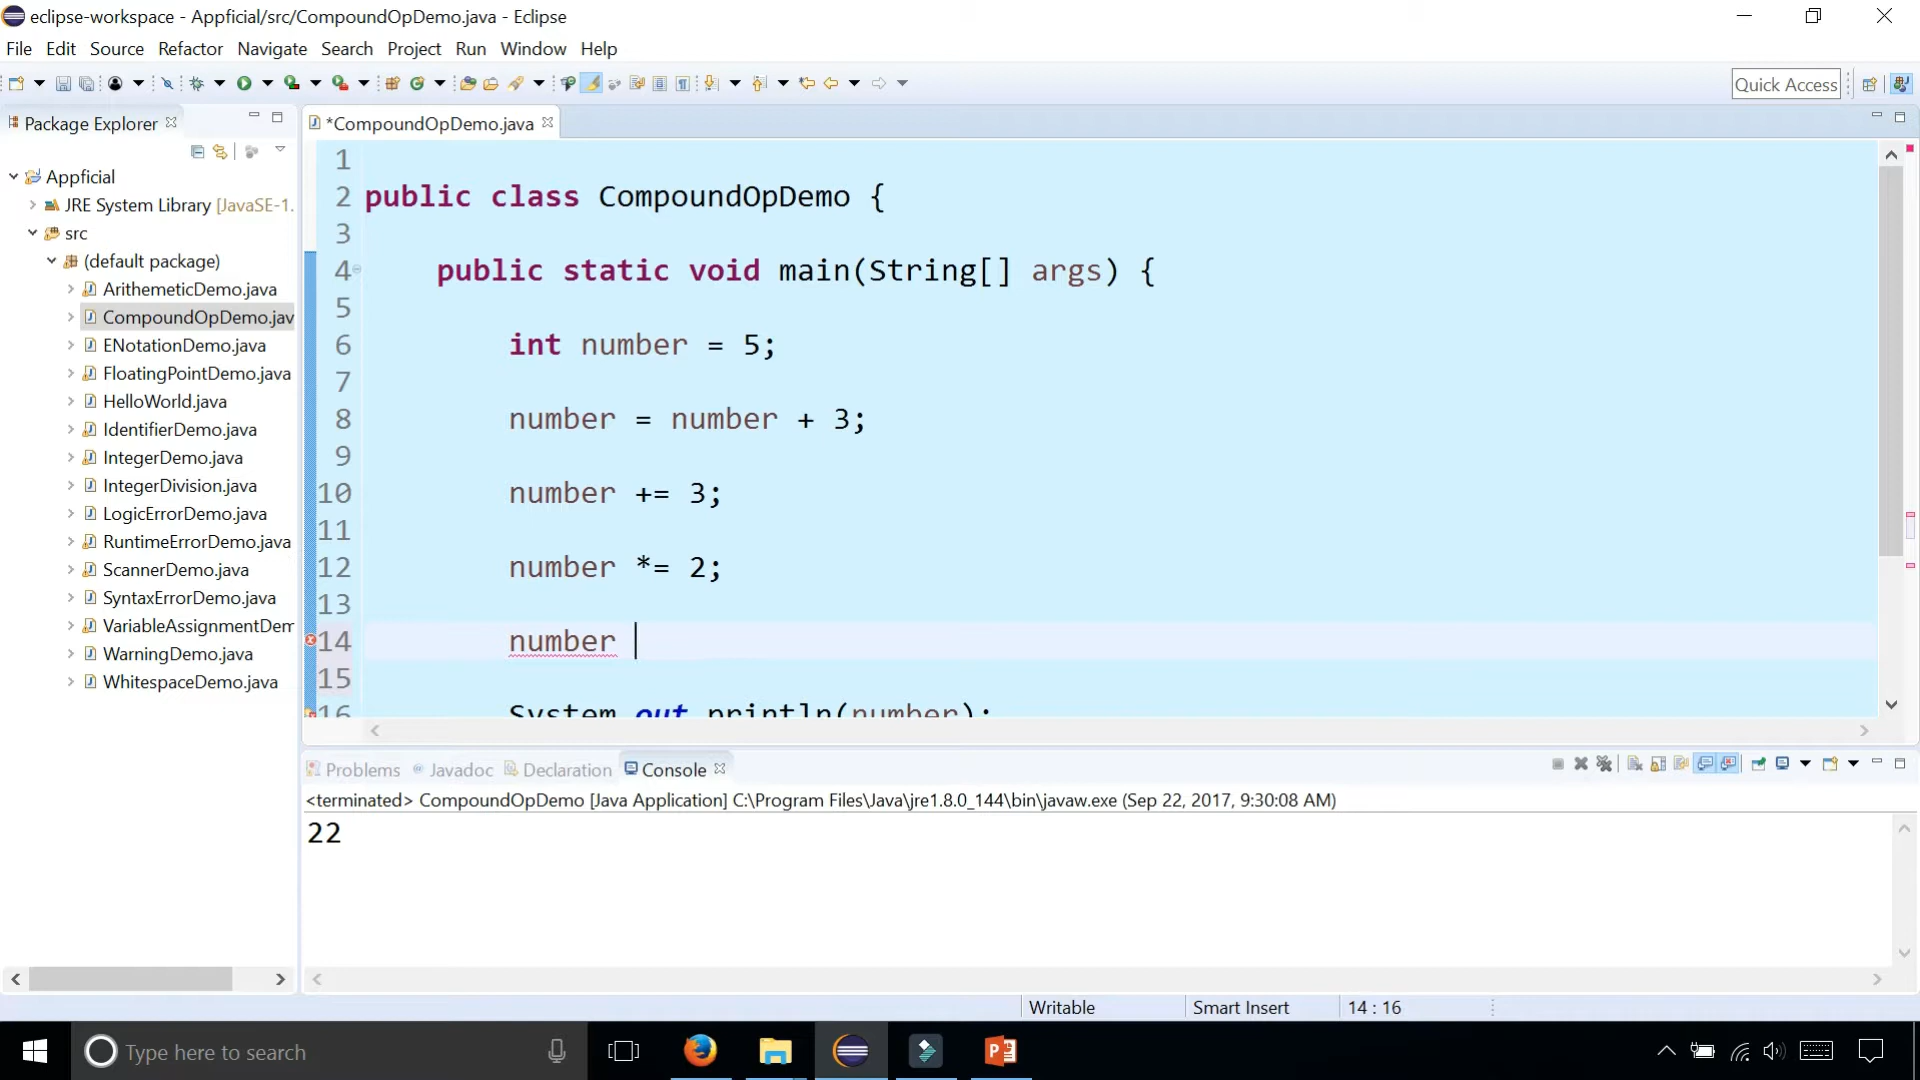 eclipse-workspace - Appficial/src/CompoundOpDemo.java - Eclipse
File Edit Source Refactor Navigate Search Project Run Window Help
Quick Access
Package Explorer
*CompoundOpDemo.java
Appficial
JRE System Library [JavaSE-1.
src
(default package)
ArithemeticDemo.java
CompoundOpDemo.jav
ENotationDemo.java
FloatingPointDemo.java
HelloWorld.java
IdentifierDemo.java
IntegerDemo.java
IntegerDivision.java
LogicErrorDemo.java
RuntimeErrorDemo.java
ScannerDemo.java
SyntaxErrorDemo.java
VariableAssignmentDem
WarningDemo.java
WhitespaceDemo.java
1
2 public class CompoundOpDemo {
3
4 public static void main(String[] args) {
5
6 int number = 5;
7
8 number = number + 3;
9
10 number += 3;
11
12 number *= 2;
13
14 number
15
16 System.out.println(number);
Problems Javadoc Declaration Console
<terminated> CompoundOpDemo [Java Application] C:\Program Files\Java\jre1.8.0_144\bin\javaw.exe (Sep 22, 2017, 9:30:08 AM)
22
Writable Smart Insert 14 : 16
Type here to search